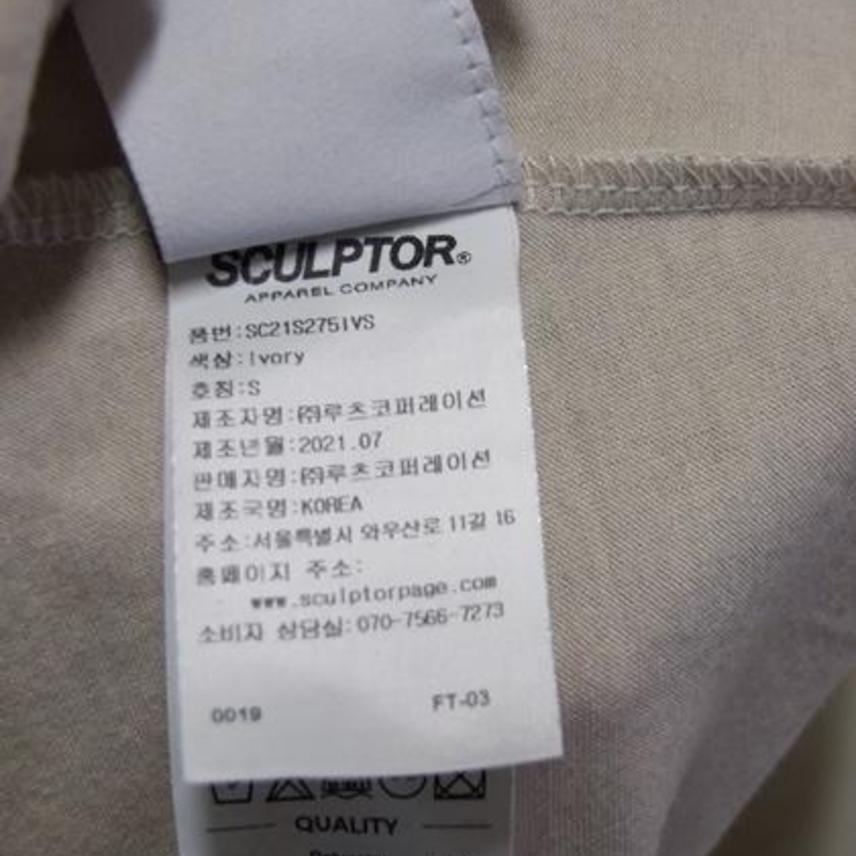 SCULPTOR®
APPAREL COMPANY
품번:SC21S275IVS
색상:Ivory
호칭:S
제조자명:㈜루츠코퍼레이션
제조년월:2021.07
판매자명:㈜루츠코퍼레이션
제조국명:KOREA
주소:서울특별시 와우산로 11길 16
홈페이지 주소:
www.sculptorpage.com
소비자 상담실:070-7566-7273
0019 FT-03
QUALITY